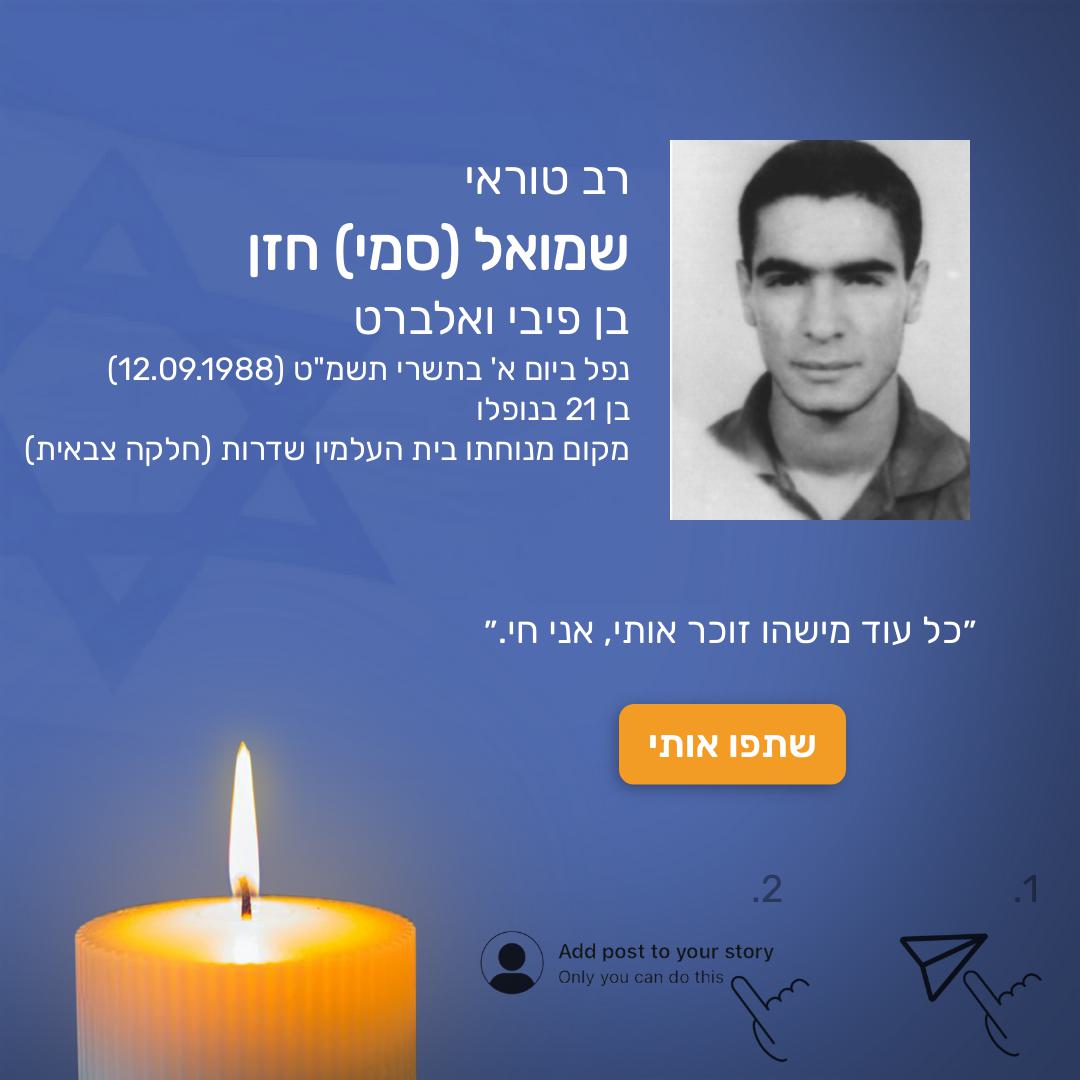 רב טוראי
שמואל (סמי) חזן
בן פיבי ואלברט
נפל ביום א' בתשרי תשמ"ט (12.09.1988)
בן 21 בנופלו
מקום מנוחתו בית העלמין שדרות (חלקה צבאית)
״כל עוד מישהו זוכר אותי, אני חי.״
שתפו אותי
1.
2.
Add post to your story
Only you can do this